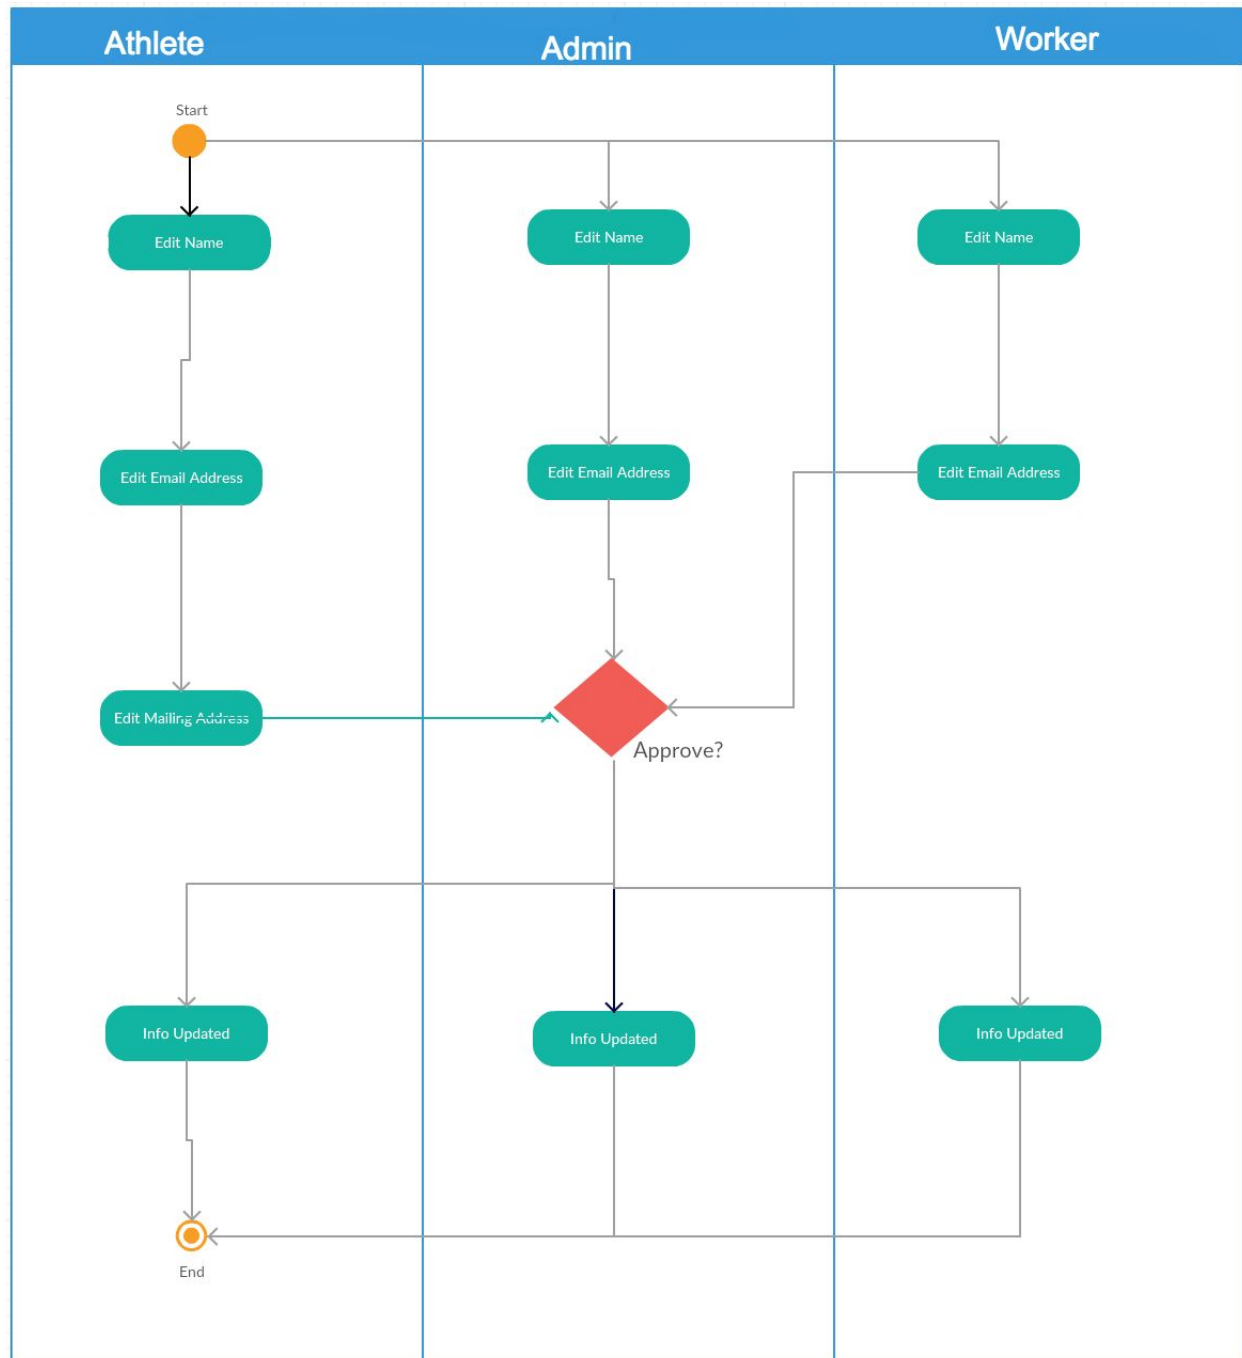 Athlete
Admin
Worker
Start
Edit Name
Edit Name
Edit Name
Edit Email Address
Edit Email Address
Edit Email Address
Edit Mailing Address
Approve?
Info Updated
Info Updated
Info Updated
End